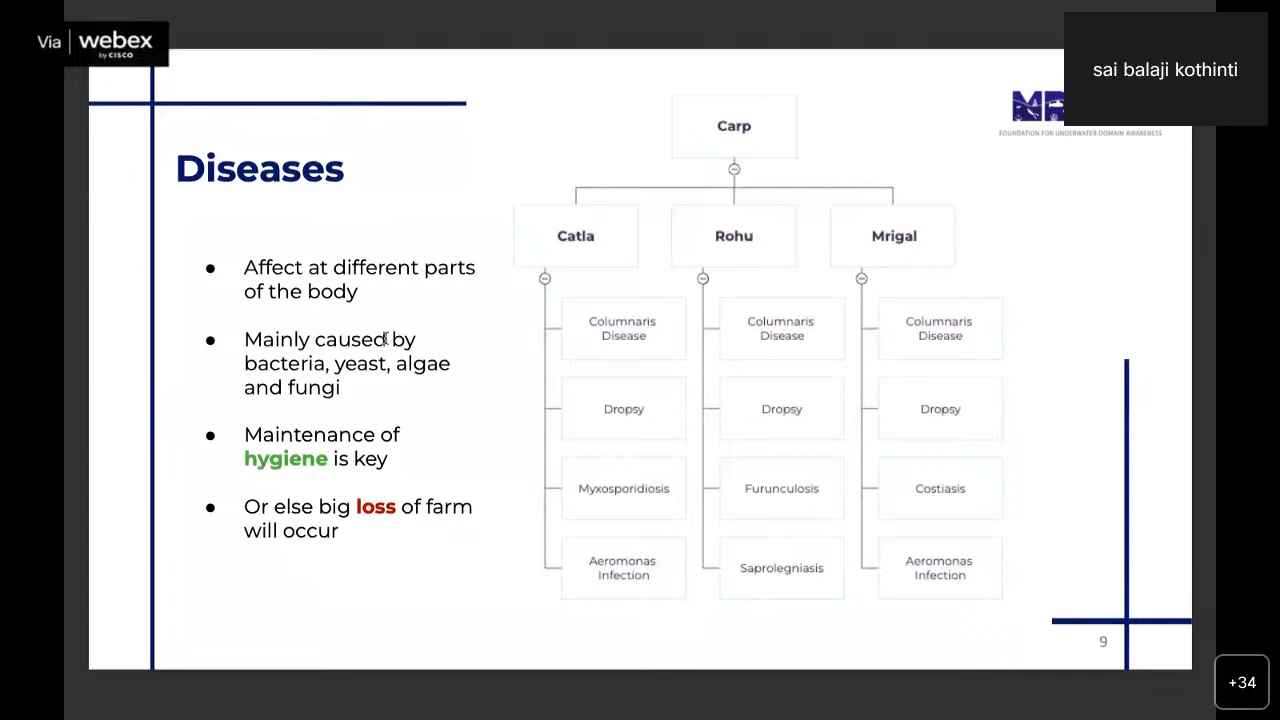 Via webex
by CISCO
sai balaji kothinti
FOUNDATION FOR UNDERWATER DOMAIN AWARENESS
Diseases
● Affect at different parts
of the body
● Mainly caused by
bacteria, yeast, algae
and fungi
● Maintenance of
hygiene is key
● Or else big loss of farm
will occur
Carp
Catla
Rohu
Mrigal
Columnaris
Disease
Dropsy
Myxosporidiosis
Aeromonas
Infection
Columnaris
Disease
Dropsy
Furunculosis
Saprolegniasis
Columnaris
Disease
Dropsy
Costiasis
Aeromonas
Infection
9
+34